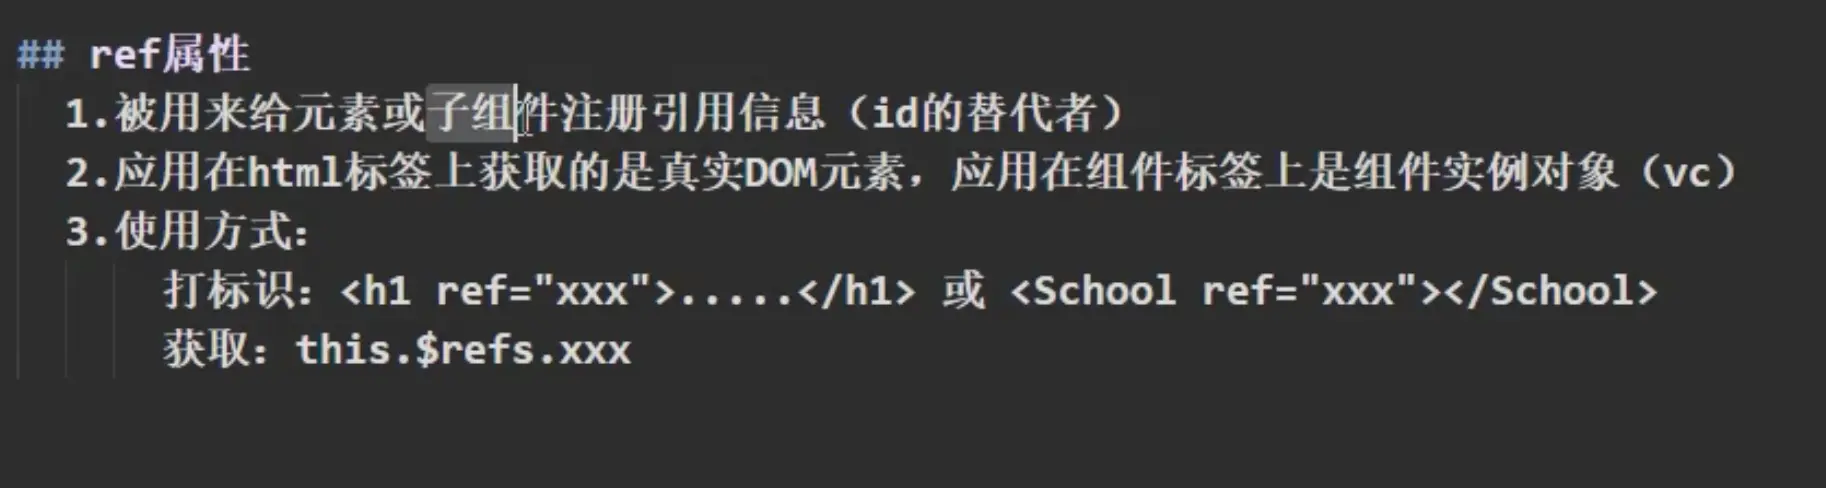 ## ref属性
1.被用来给元素或子组件注册引用信息（id的替代者）
2.应用在html标签上获取的是真实DOM元素，应用在组件标签上是组件实例对象（vc）
3.使用方式：
打标识：<h1 ref="xxx">.....</h1> 或 <School ref="xxx"></School>
获取：this.$refs.xxx